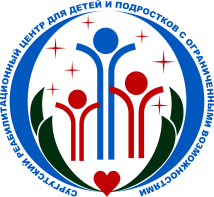 СУРГУТСКИЙ РЕАБИЛИТАЦИОННЫЙ ЦЕНТР ДЛЯ ДЕТЕЙ И ПОДРОСТКОВ С ОГРАНИЧЕННЫМИ ВОЗМОЖНОСТЯМИ